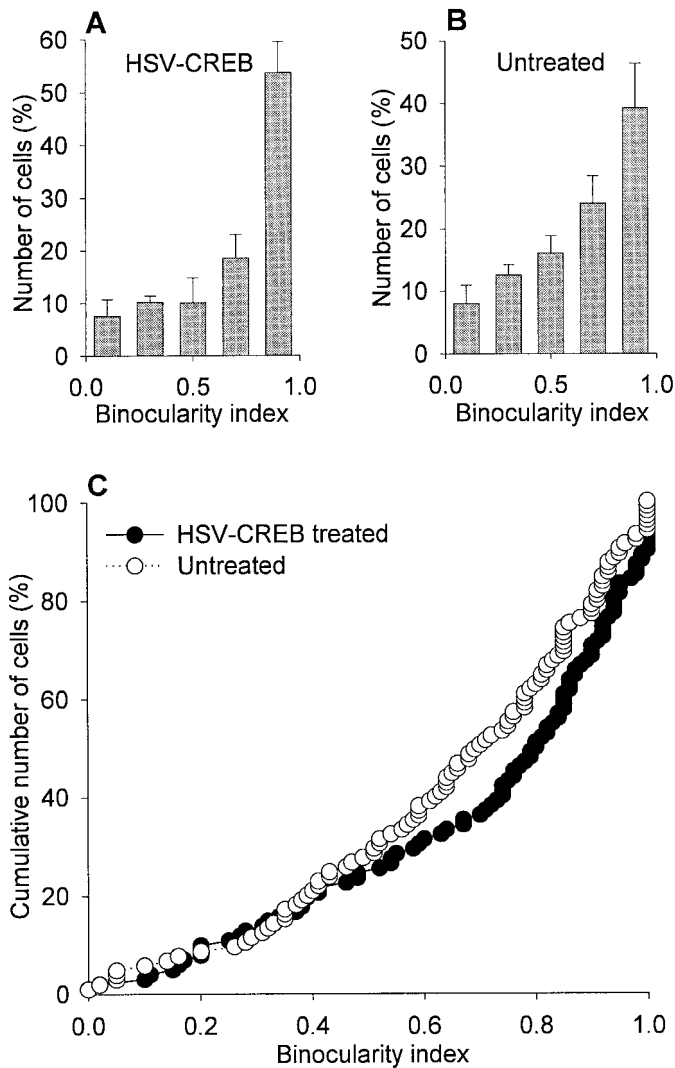 A
HSV-CREB
Number of cells (%)
60
50
40
30
20
10
0
0.0 0.5 1.0
Binocularity index
B
Untreated
Number of cells (%)
50
40
30
20
10
0
0.0 0.5 1.0
Binocularity index
C
HSV-CREB treated
Untreated
Cumulative number of cells (%)
100
80
60
40
20
0
0.0 0.2 0.4 0.6 0.8 1.0
Binocularity index